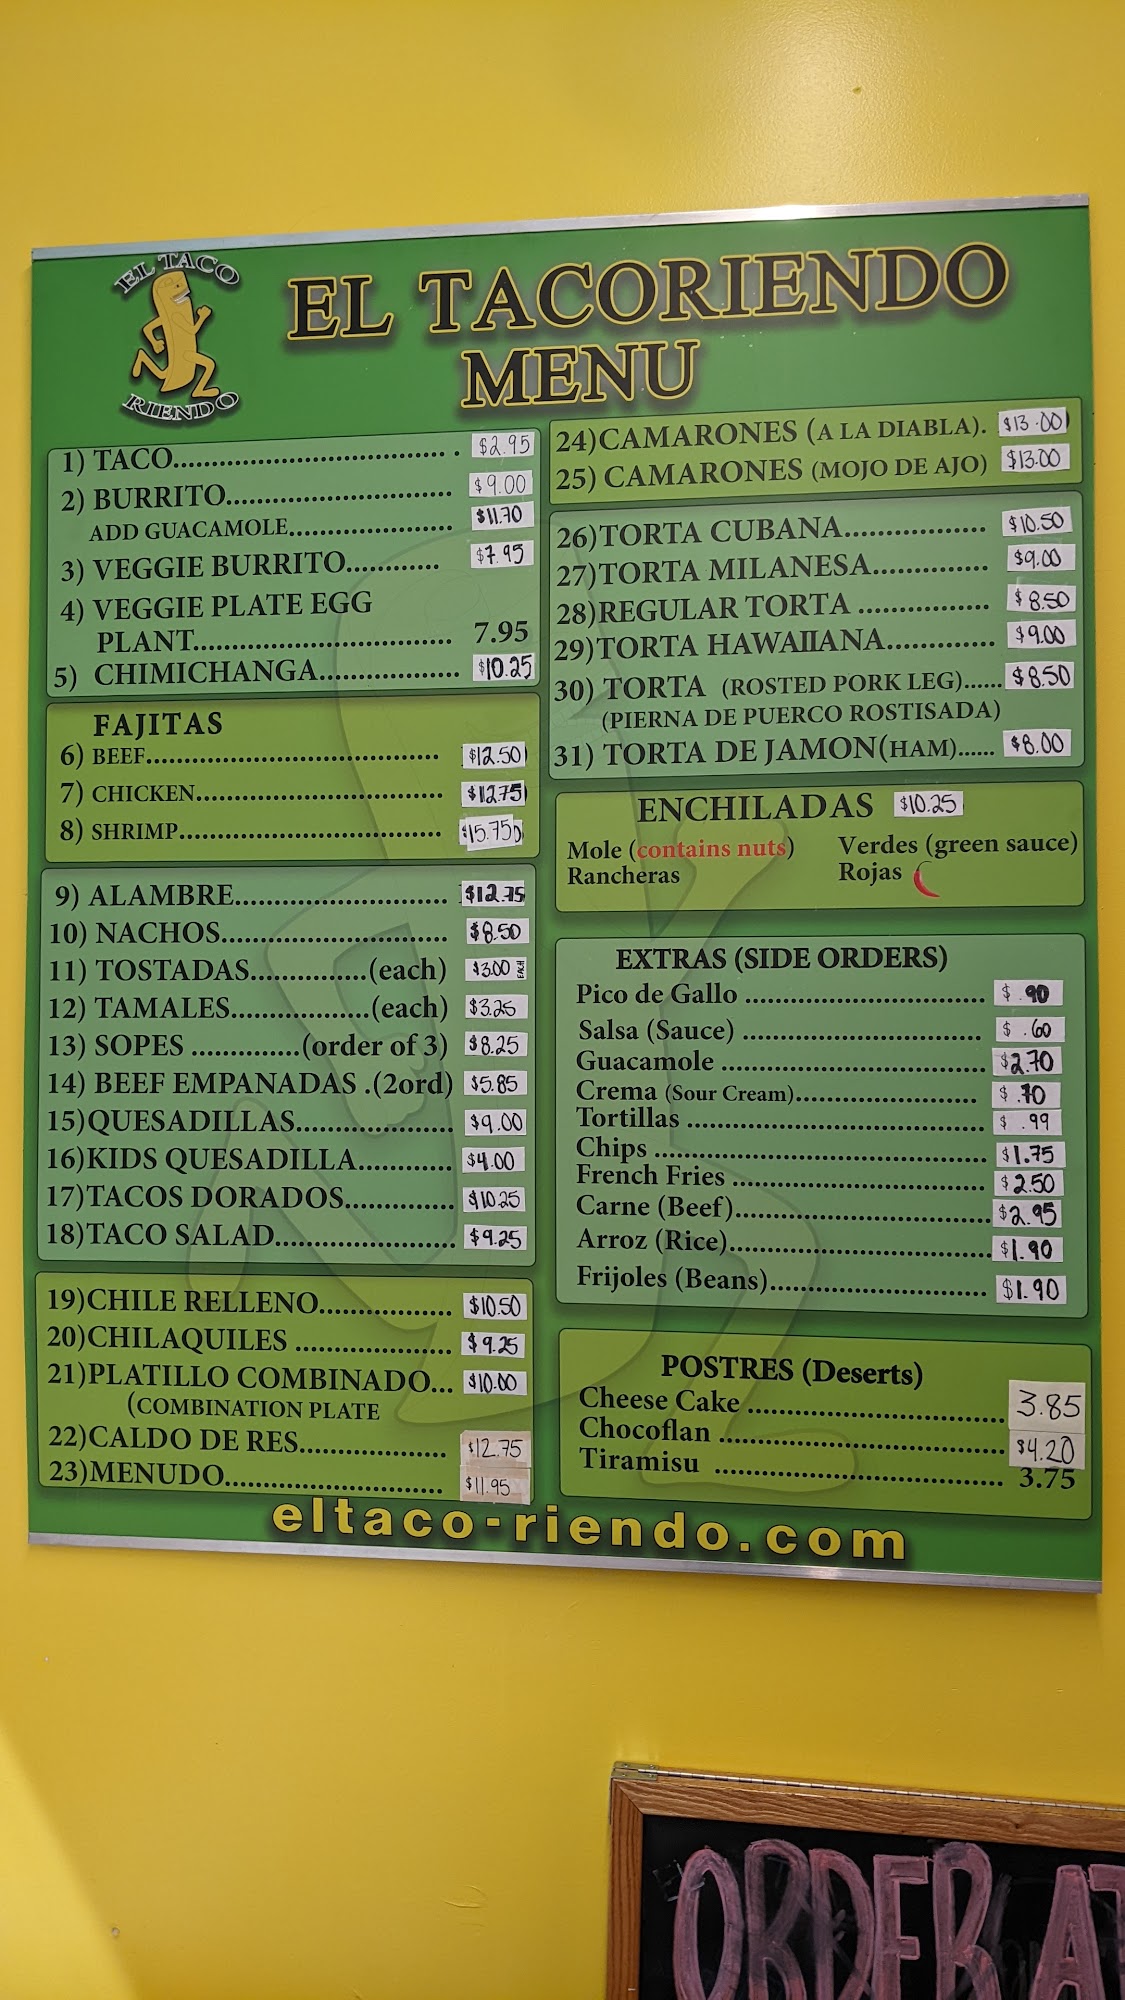 EL TACO
RIENDO
EL TACORIENDO
MENU
1) TACO.................................. . $2.95
2) BURRITO............................ $9.00
ADD GUACAMOLE.................... $11.70
3) VEGGIE BURRITO............ $7.95
4) VEGGIE PLATE EGG
PLANT................................ 7.95
5) CHIMICHANGA.................. $10.25
FAJITAS
6) BEEF.................................... $12.50
7) CHICKEN.............................. $12.75
8) SHRIMP................................ $15.75
9) ALAMBRE.......................... $12.75
10) NACHOS............................ $8.50
11) TOSTADAS...............(each) $3.00 EACH
12) TAMALES..................(each) $3.25
13) SOPES ..............(order of 3) $8.25
14) BEEF EMPANADAS .(2ord) $5.85
15)QUESADILLAS.................... $9.00
16)KIDS QUESADILLA............ $4.00
17)TACOS DORADOS.............. $10.25
18)TACO SALAD....................... $9.25
19)CHILE RELLENO................. $10.50
20)CHILAQUILES .................... $9.25
21)PLATILLO COMBINADO... $10.00
(COMBINATION PLATE
22)CALDO DE RES................... $12.75
23)MENUDO............................ $11.95
24)CAMARONES (A LA DIABLA). $13.00
25) CAMARONES (MOJO DE AJO) $13.00
26)TORTA CUBANA.................. $10.50
27)TORTA MILANESA............... $9.00
28)REGULAR TORTA ................. $8.50
29)TORTA HAWAIIANA.............. $9.00
30) TORTA (ROSTED PORK LEG)...... $8.50
(PIERNA DE PUERCO ROSTISADA)
31) TORTA DE JAMON(HAM)...... $8.00
ENCHILADAS $10.25
Mole (contains nuts) Verdes (green sauce)
Rancheras Rojas
EXTRAS (SIDE ORDERS)
Pico de Gallo ................................ $ .90
Salsa (Sauce) ................................ $ .60
Guacamole ................................... $2.70
Crema (Sour Cream)........................ $ .70
Tortillas ....................................... $ .99
Chips ............................................ $1.75
French Fries ................................. $2.50
Carne (Beef)................................. $2.95
Arroz (Rice).................................. $1.90
Frijoles (Beans)............................ $1.90
POSTRES (Deserts)
Cheese Cake .................................. 3.85
Chocoflan ...................................... $4.20
Tiramisu ........................................ 3.75
eltaco-riendo.com
ORDER AT